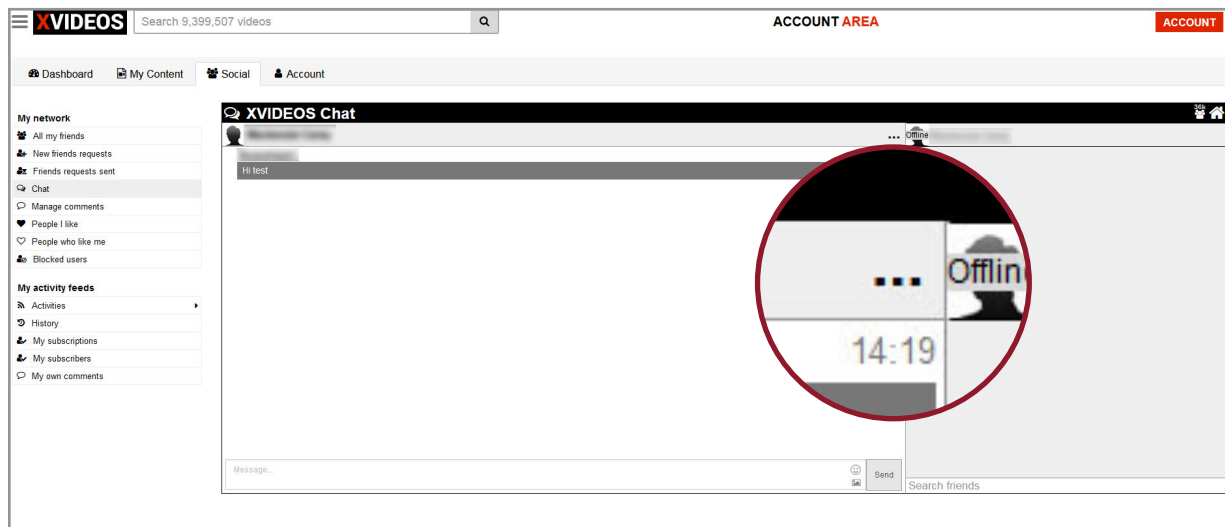 XVIDEOS
Search 9,399,507 videos
ACCOUNT AREA
ACCOUNT
Dashboard
My Content
Social
Account
My network
All my friends
New friends requests
Friends requests sent
Chat
Manage comments
People I like
People who like me
Blocked users
My activity feeds
Activities
History
My subscriptions
My subscribers
My own comments
XVIDEOS Chat
36k
...
Offline
Hi test
... Offlin
14:19
Message...
Send
Search friends